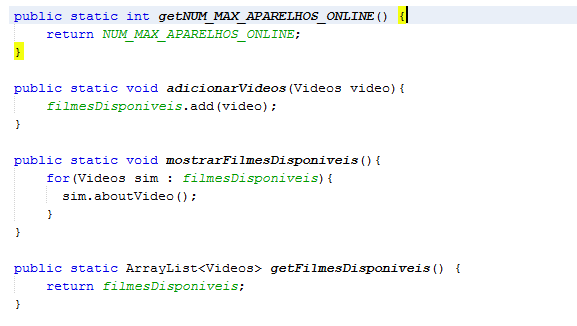 public static int getNUM_MAX_APARELHOS_ONLINE() {
return NUM_MAX_APARELHOS_ONLINE;
}
public static void adicionarVideos(Videos video){
filmesDisponiveis.add(video);
}
public static void mostrarFilmesDisponiveis(){
for(Videos sim : filmesDisponiveis){
sim.aboutVideo();
}
}
public static ArrayList<Videos> getFilmesDisponiveis() {
return filmesDisponiveis;
}